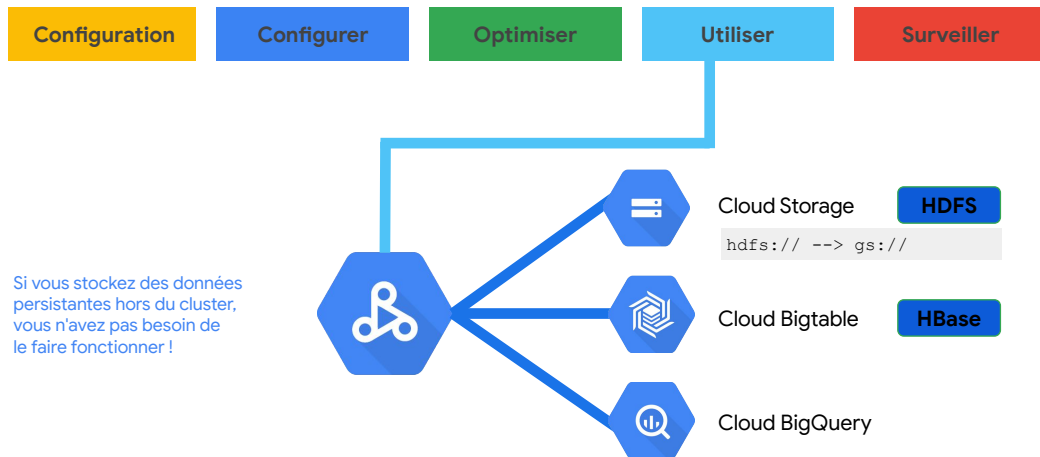 Configuration
Configurer
Optimiser
Utiliser
Surveiller
Cloud Storage
HDFS
hdfs:// --> gs://
Si vous stockez des données
persistantes hors du cluster,
vous n'avez pas besoin de
le faire fonctionner !
Cloud Bigtable
HBase
Cloud BigQuery